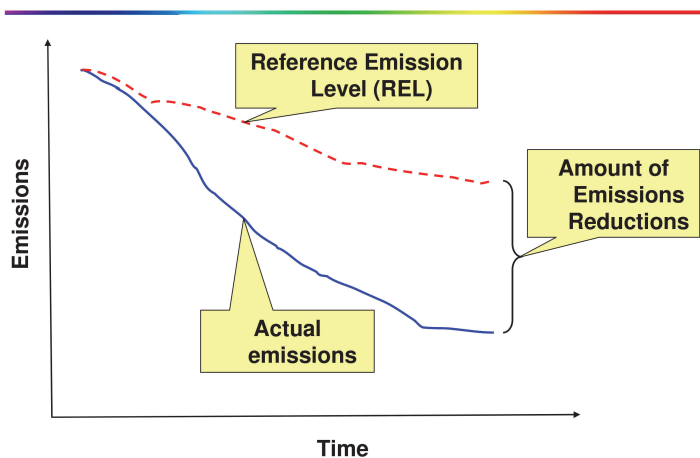 Reference Emission
Level (REL)
Amount of
Emissions
Reductions
Emissions
Actual
emissions
Time